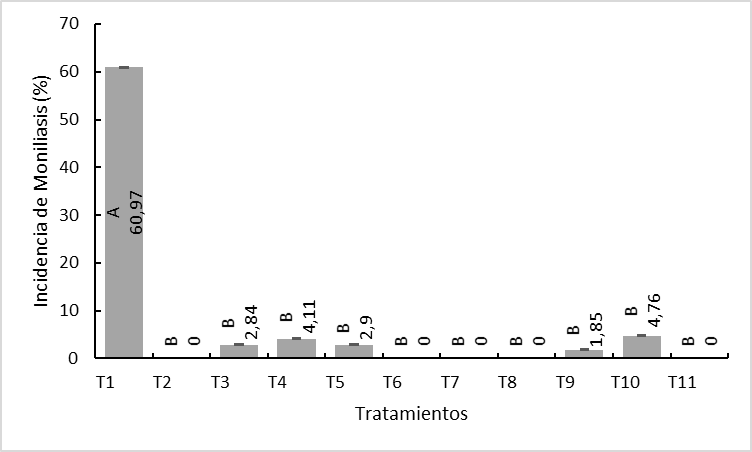 70
60
50
40
30
20
10
0
Incidencia de Moniliasis (%)
A
60,97
B
0
B
2,84
B
4,11
B
2,9
B
0
B
0
B
0
B
1,85
B
4,76
B
0
T1 T2 T3 T4 T5 T6 T7 T8 T9 T10 T11
Tratamientos